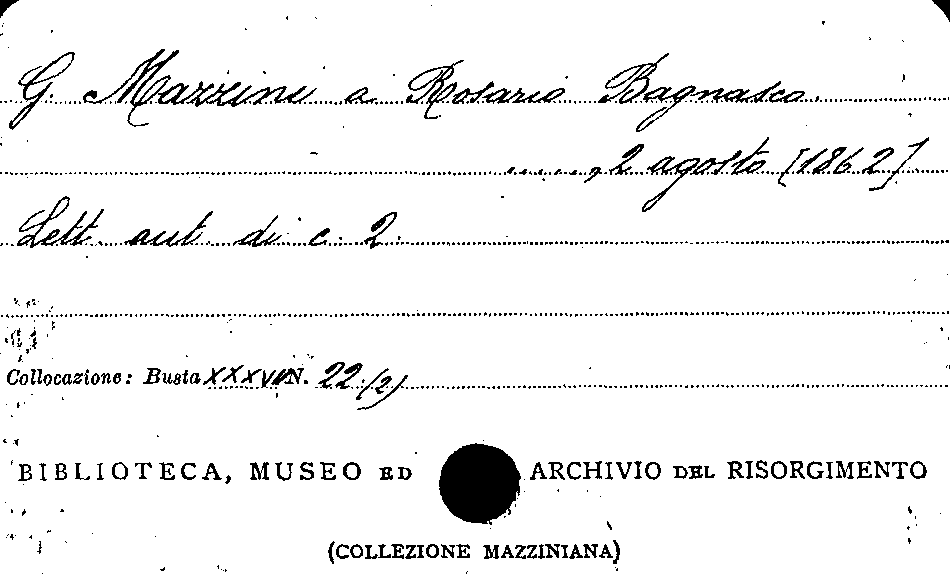 G. Mazzini a Rosario Bagnasco.
......, 2 agosto [1862]
Lett. aut. di c. 2.
Collocazione: Busta N. 22 (2)
BIBLIOTECA, MUSEO ED ARCHIVIO DEL RISORGIMENTO
(COLLEZIONE MAZZINIANA)